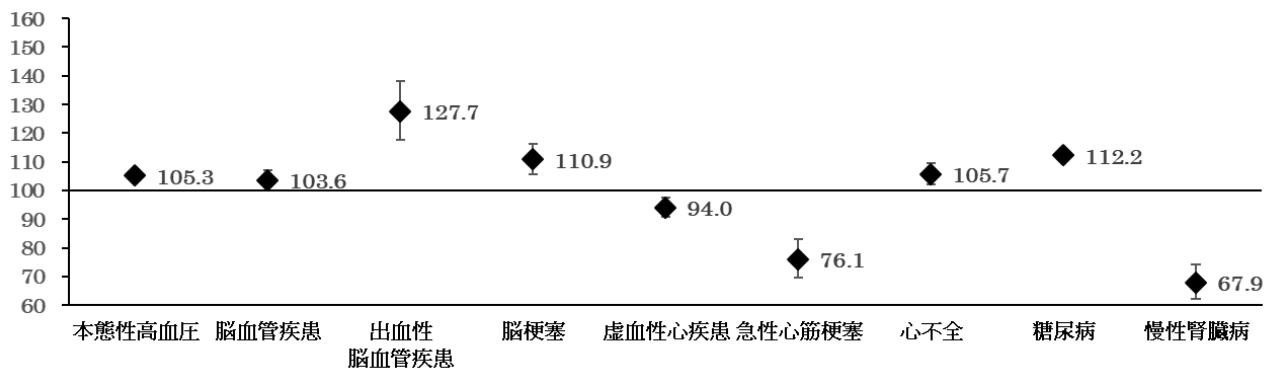 160
150
140
130
120
110
100
90
80
70
60
105.3
103.6
127.7
110.9
94.0
76.1
105.7
112.2
67.9
本態性高血圧
脳血管疾患
出血性
脳血管疾患
脳梗塞
虚血性心疾患
急性心筋梗塞
心不全
糖尿病
慢性腎臓病